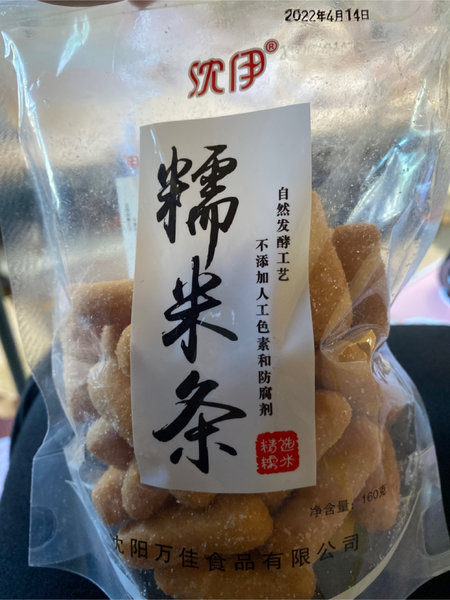 2022年4月14日
沈伊®
糯米条
自然发酵工艺
不添加人工色素和防腐剂
精选
糯米
净含量：160克
沈阳万佳食品有限公司